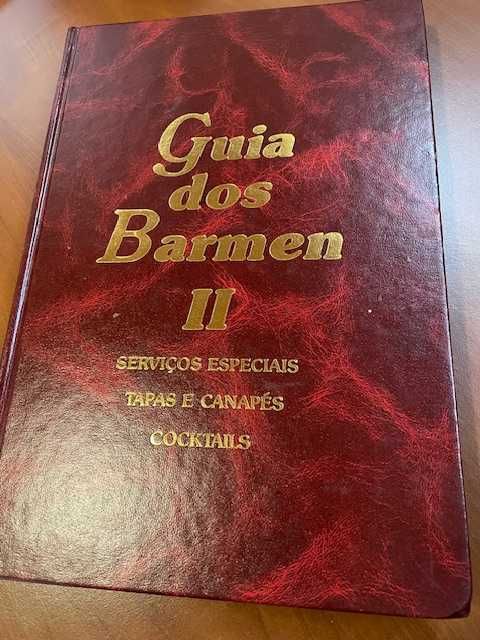 Guia
dos
Barmen
II
SERVIÇOS ESPECIAIS
TAPAS E CANAPÉS
COCKTAILS